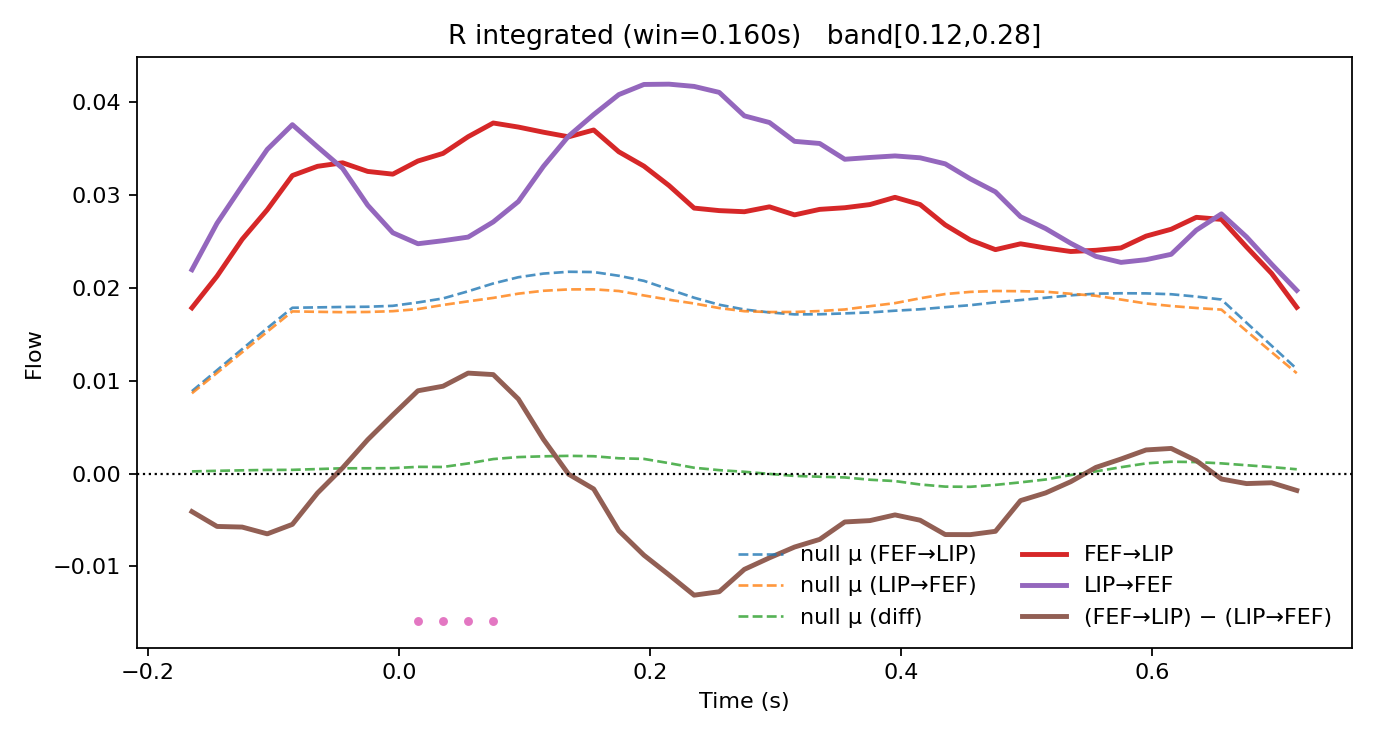 R integrated (win=0.160s)   band[0.12,0.28]
Flow
0.04
0.03
0.02
0.01
0.00
−0.01
null μ (FEF→LIP)
null μ (LIP→FEF)
null μ (diff)
FEF→LIP
LIP→FEF
(FEF→LIP) − (LIP→FEF)
−0.2 0.0 0.2 0.4 0.6
Time (s)